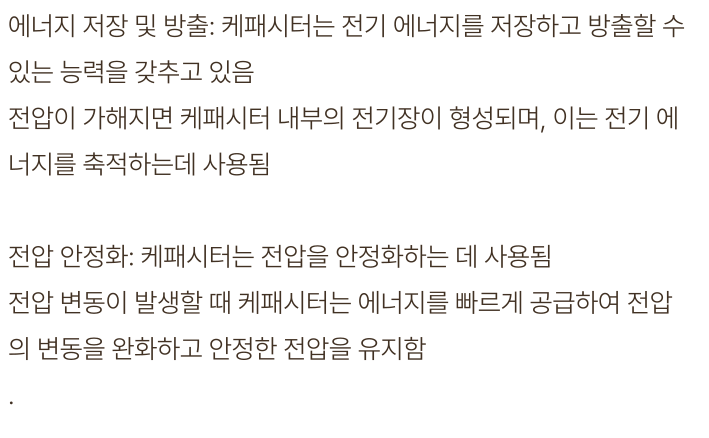 에너지 저장 및 방출: 케패시터는 전기 에너지를 저장하고 방출할 수
있는 능력을 갖추고 있음
전압이 가해지면 케패시터 내부의 전기장이 형성되며, 이는 전기 에
너지를 축적하는데 사용됨
전압 안정화: 케패시터는 전압을 안정화하는 데 사용됨
전압 변동이 발생할 때 케패시터는 에너지를 빠르게 공급하여 전압
의 변동을 완화하고 안정한 전압을 유지함
.